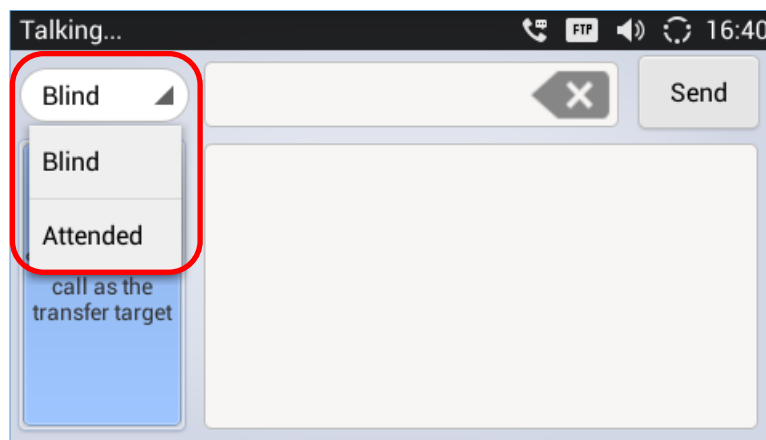 Talking...
FTP
16:40
Blind
Send
Blind
Attended
call as the
transfer target